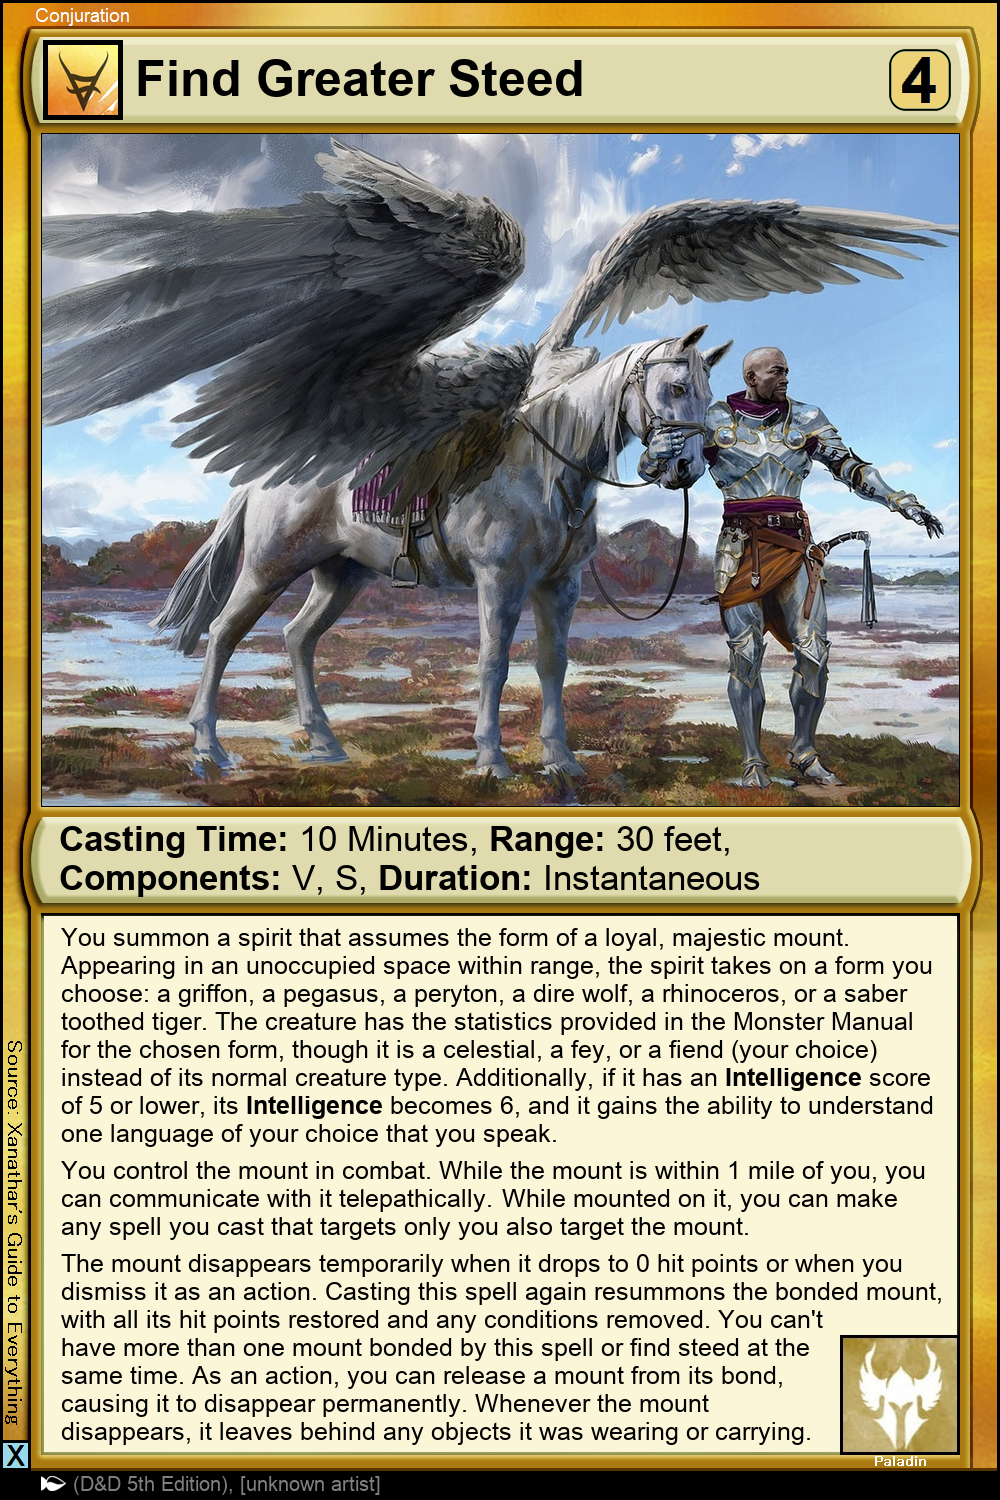 Conjuration
Find Greater Steed
4
Casting Time: 10 Minutes, Range: 30 feet,
Components: V, S, Duration: Instantaneous
You summon a spirit that assumes the form of a loyal, majestic mount.
Appearing in an unoccupied space within range, the spirit takes on a form you
choose: a griffon, a pegasus, a peryton, a dire wolf, a rhinoceros, or a saber
toothed tiger. The creature has the statistics provided in the Monster Manual
for the chosen form, though it is a celestial, a fey, or a fiend (your choice)
instead of its normal creature type. Additionally, if it has an Intelligence score
of 5 or lower, its Intelligence becomes 6, and it gains the ability to understand
one language of your choice that you speak.
You control the mount in combat. While the mount is within 1 mile of you, you
can communicate with it telepathically. While mounted on it, you can make
any spell you cast that targets only you also target the mount.
The mount disappears temporarily when it drops to 0 hit points or when you
dismiss it as an action. Casting this spell again resummons the bonded mount,
with all its hit points restored and any conditions removed. You can't
have more than one mount bonded by this spell or find steed at the
same time. As an action, you can release a mount from its bond,
causing it to disappear permanently. Whenever the mount
disappears, it leaves behind any objects it was wearing or carrying.
Paladin
Source: Xanathar's Guide to Everything
X
(D&D 5th Edition), [unknown artist]